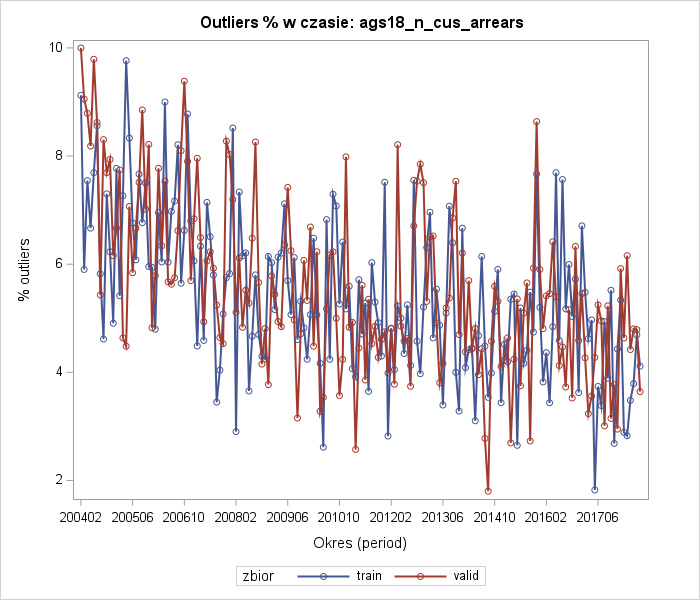 Outliers % w czasie: ags18_n_cus_arrears
% outliers
10
8
6
4
2
200402 200506 200610 200802 200906 201010 201202 201306 201410 201602 201706
Okres (period)
zbior train valid